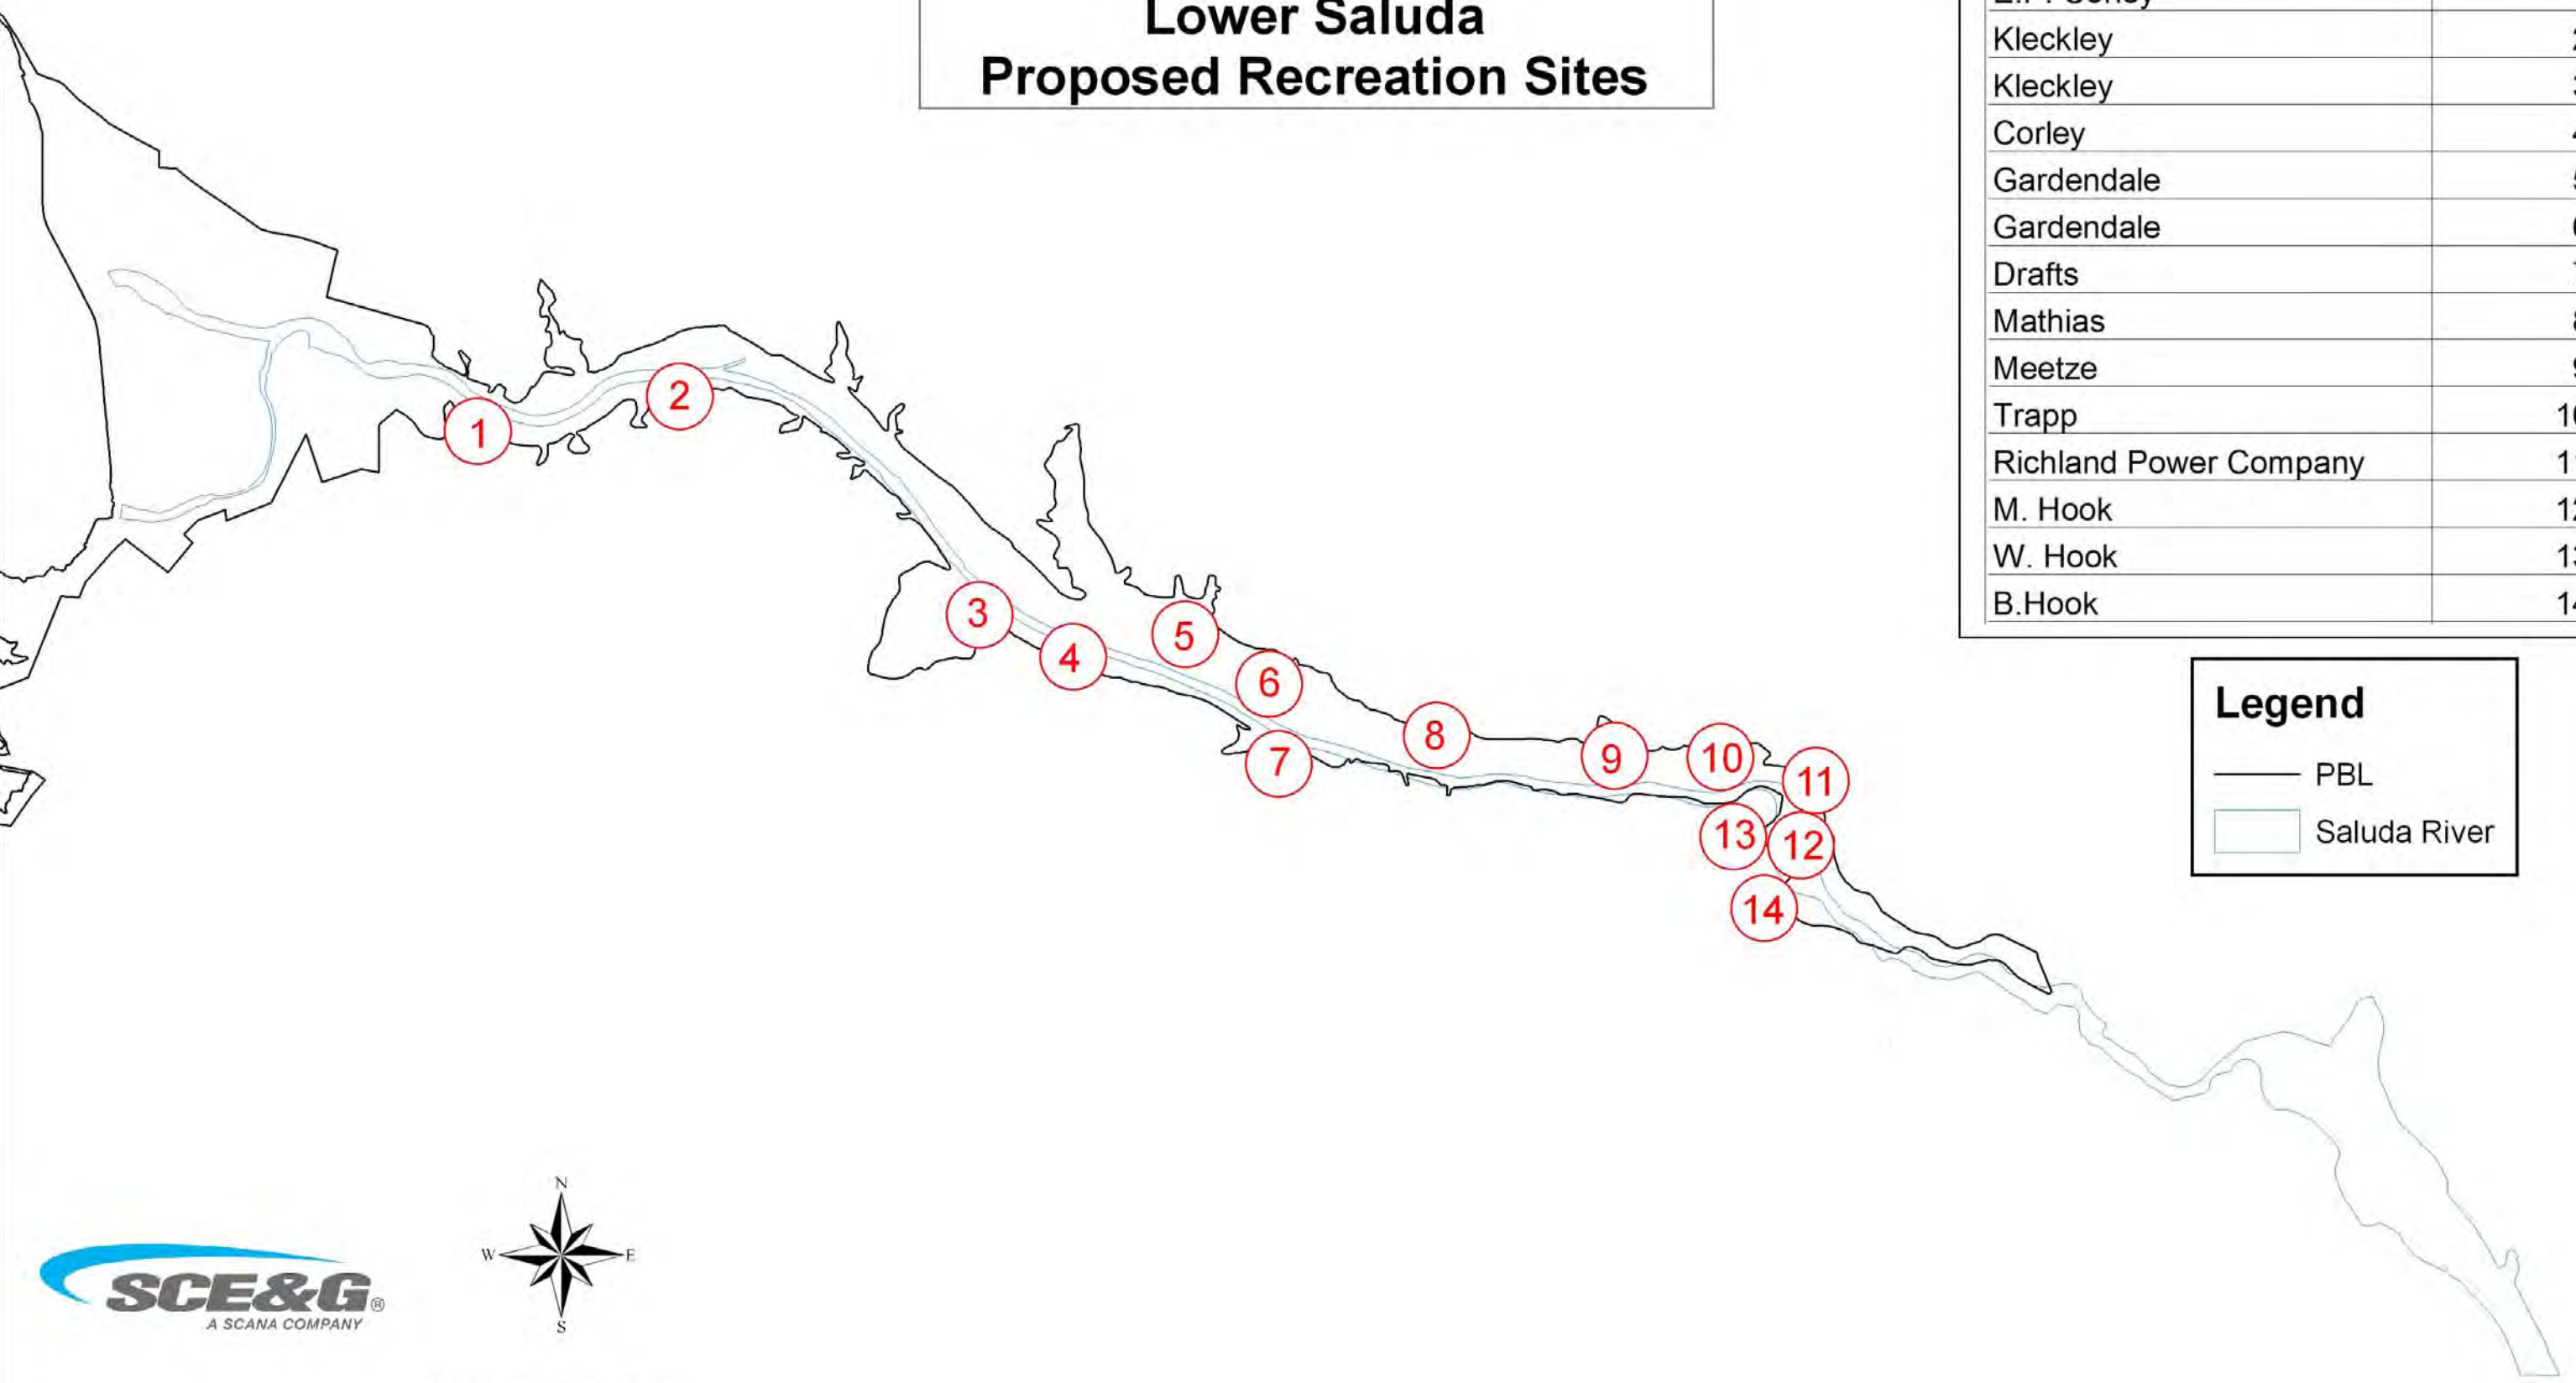 Lower Saluda
Proposed Recreation Sites
Kleckley
Kleckley
Corley
Gardendale
Gardendale
Drafts
Mathias
Meetze
Trapp
Richland Power Company
M. Hook
W. Hook
B.Hook
Legend
PBL
Saluda River
1
2
3
4
5
6
7
8
9
10
11
13
12
14
N
W
E
S
SCE&G®
A SCANA COMPANY